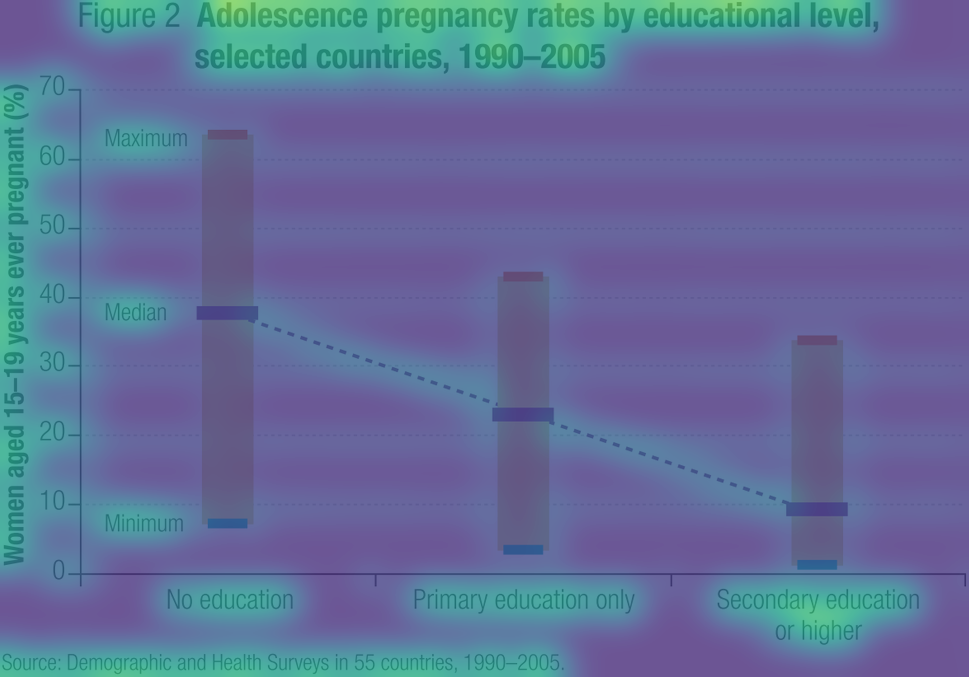 Figure 2 Adolescence pregnancy rates by educational level,
selected countries, 1990–2005
Women aged 15–19 years ever pregnant (%)
70
60
50
40
30
20
10
0
Maximum
Median
Minimum
No education
Primary education only
Secondary education
or higher
Source: Demographic and Health Surveys in 55 countries, 1990–2005.